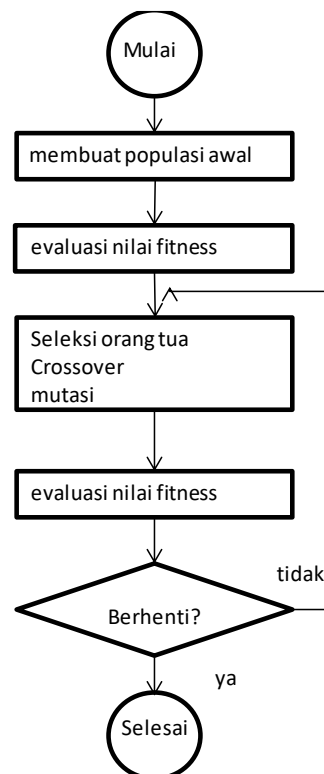 Mulai
membuat populasi awal
evaluasi nilai fitness
Seleksi orang tua
Crossover
mutasi
evaluasi nilai fitness
tidak
Berhenti?
ya
Selesai